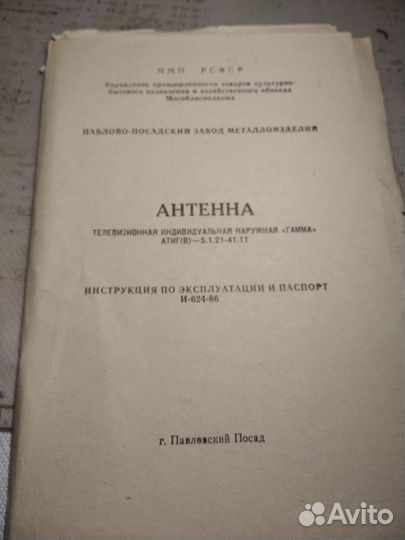 ММП РСФСР
Управление промышленности товаров культурно-
бытового назначения и хозяйственного обихода
Мособлисполкома
ПАВЛОВО-ПОСАДСКИЙ ЗАВОД МЕТАЛЛОИЗДЕЛИЙ
АНТЕННА
ТЕЛЕВИЗИОННАЯ ИНДИВИДУАЛЬНАЯ НАРУЖНАЯ «ГАММА»
АТИГ(В)—5.1.21-41.11
ИНСТРУКЦИЯ ПО ЭКСПЛУАТАЦИИ И ПАСПОРТ
И-624-86
г. Павловский Посад
Avito